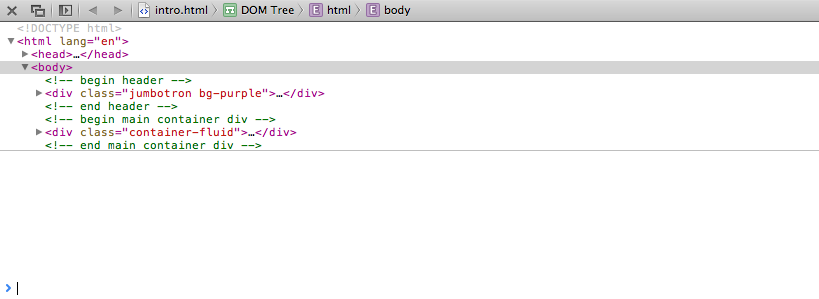 intro.html DOM Tree E html E body
<!DOCTYPE html>
<html lang="en">
<head>…</head>
<body>
<!-- begin header -->
<div class="jumbotron bg-purple">…</div>
<!-- end header -->
<!-- begin main container div -->
<div class="container-fluid">…</div>
<!-- end main container div -->